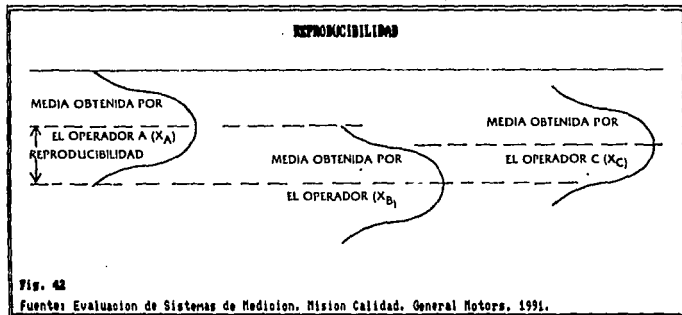 REPRODUCIBILIDAD
MEDIA OBTENIDA POR
EL OPERADOR A (XA)
REPRODUCIBILIDAD
MEDIA OBTENIDA POR
EL OPERADOR (XB)
MEDIA OBTENIDA POR
EL OPERADOR C (XC)
Fig. 42
Fuente: Evaluacion de Sistemas de Medicion. Mision Calidad. General Motors. 1991.